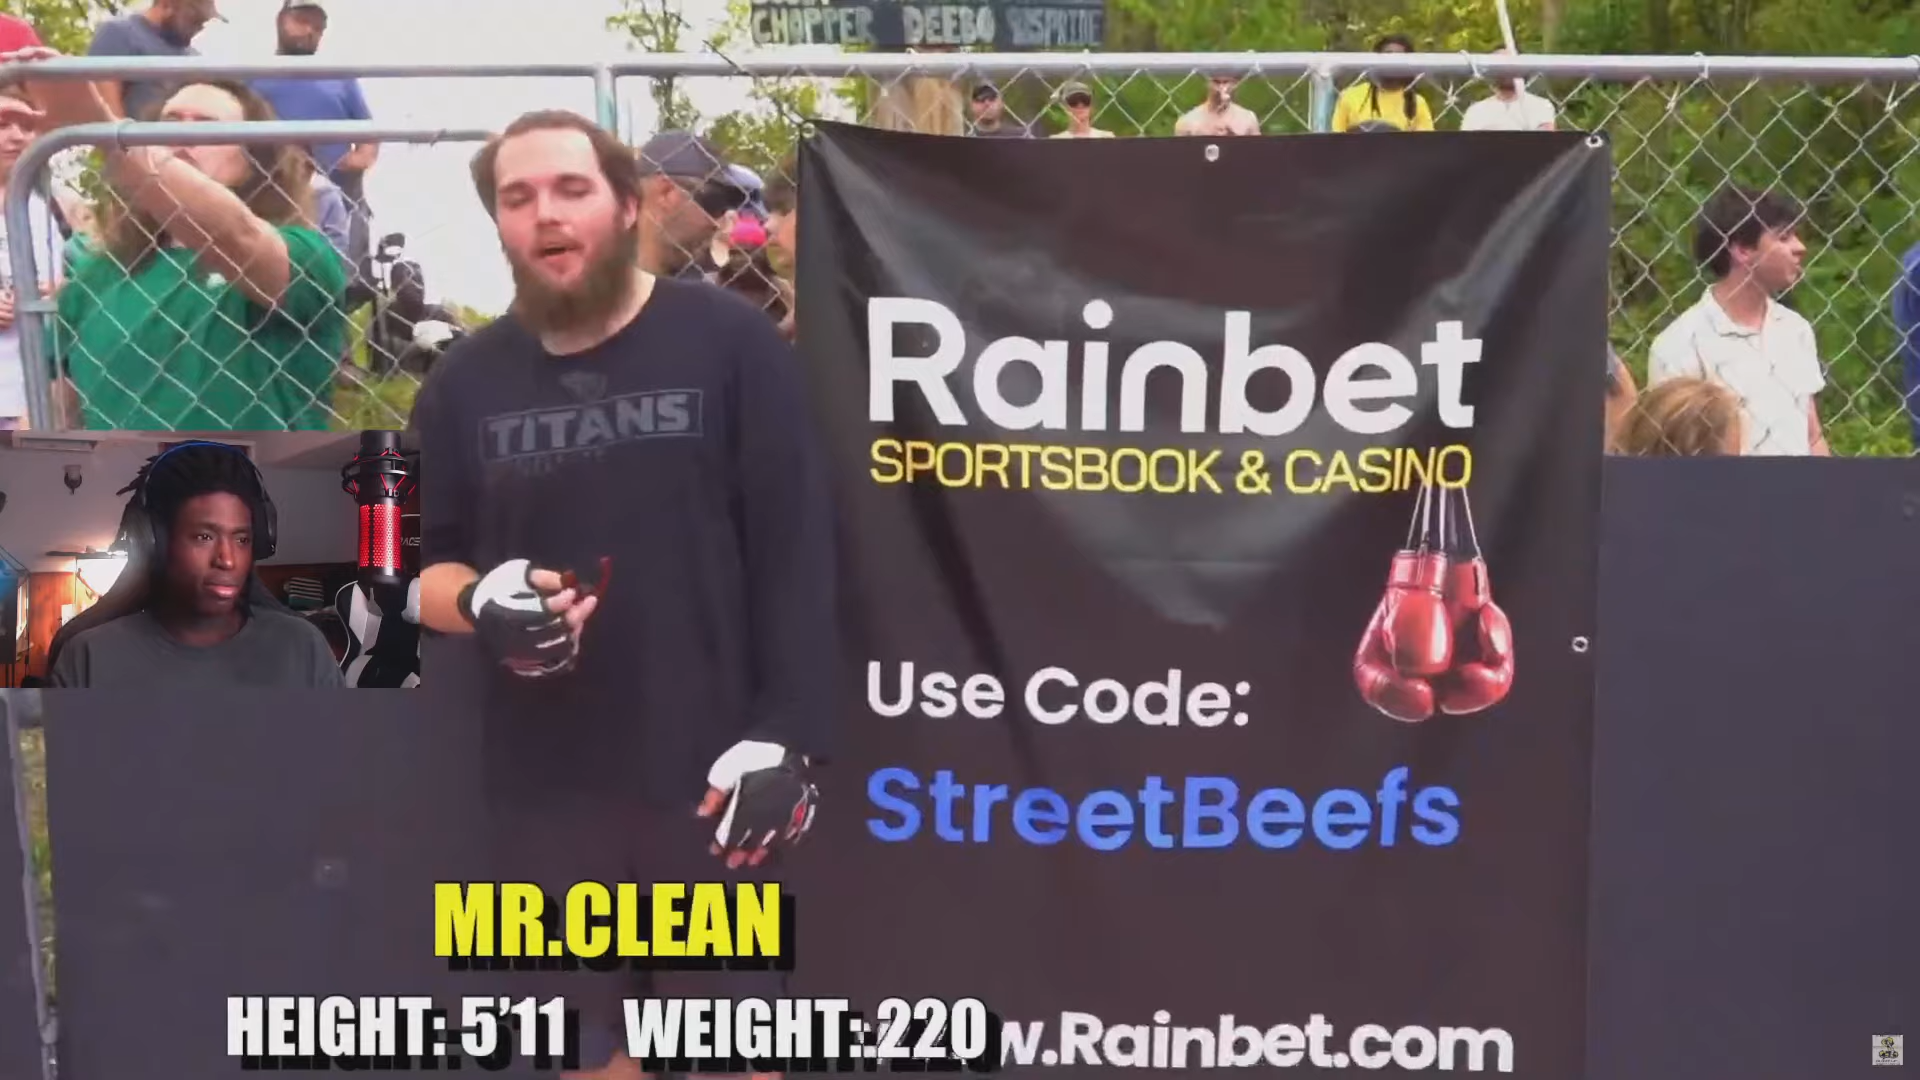 CHOPPER DEEBO
TITANS
Rainbet
SPORTSBOOK & CASINO
Use Code:
StreetBeefs
MR.CLEAN
HEIGHT: 5'11 WEIGHT: 220
w.Rainbet.com